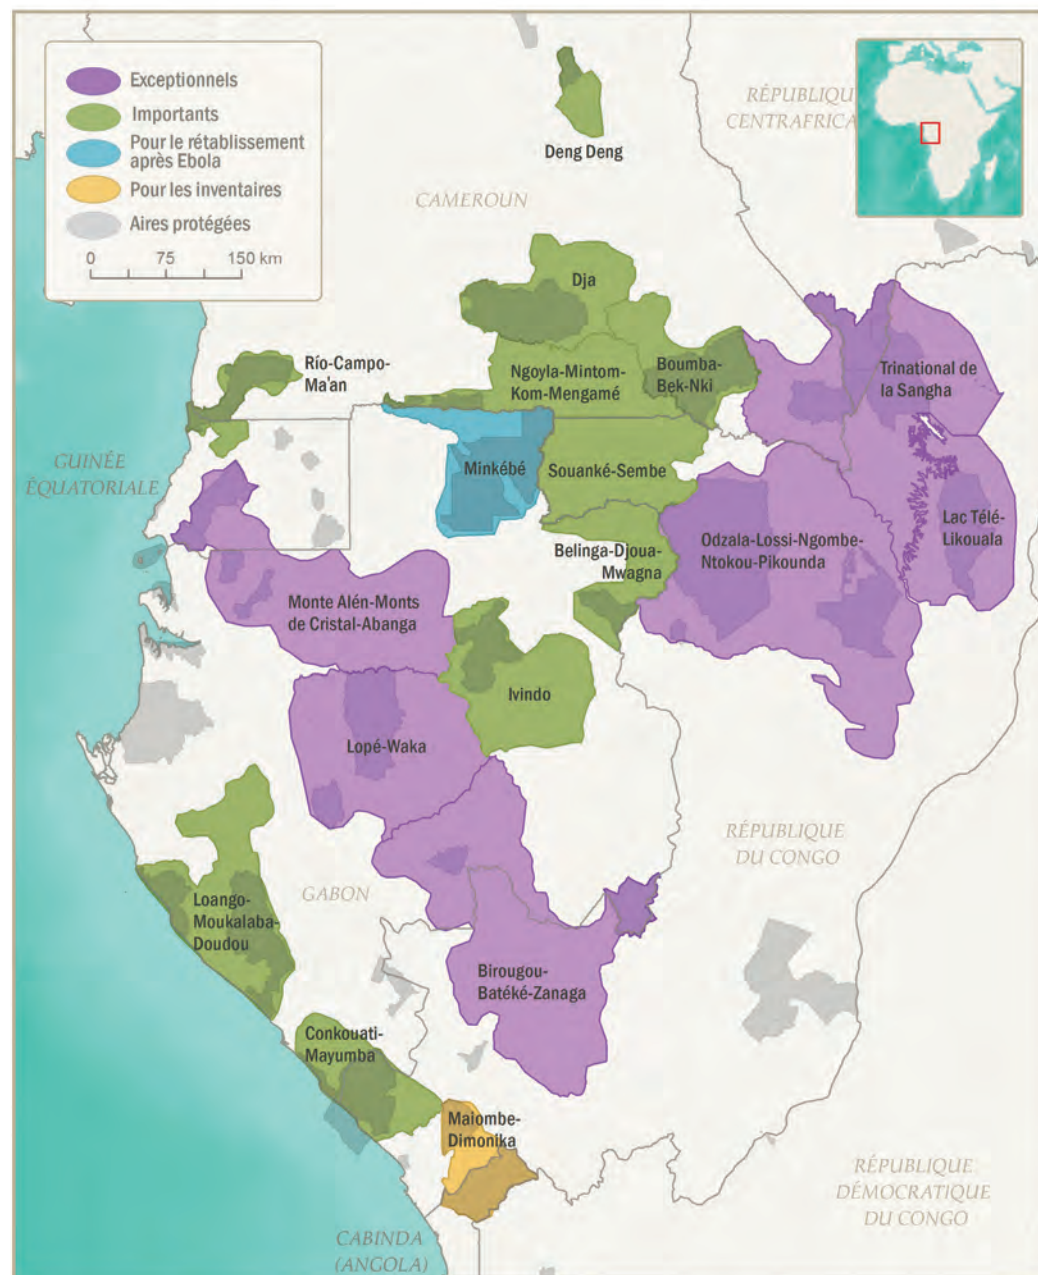 Exceptionnels
Importants
Pour le rétablissement
après Ebola
Pour les inventaires
Aires protégées
0 75 150 km
RÉPUBLIQU
CENTRAFRICA
Deng Deng
CAMEROUN
Dja
Río-Campo-
Ma'an
Ngoyla-Mintom-
Kom-Mengamé
Boumba-
Bek-Nki
Trinational de
la Sangha
GUINÉE
ÉQUATORIALE
Minkébé
Souanké-Sembe
Lac Télé-
Likouala
Belinga-Djoua-
Mwagna
Odzala-Lossi-Ngombe-
Ntokou-Pikounda
Monte Alén-Monts
de Cristal-Abanga
Ivindo
Lopé-Waka
RÉPUBLIQUE
DU CONGO
GABON
Loango-
Moukalaba-
Doudou
Birougou-
Batéké-Zanaga
Conkouati-
Mayumba
Maiombe-
Dimonika
RÉPUBLIQUE
DÉMOCRATIQUE
DU CONGO
CABINDA
(ANGOLA)